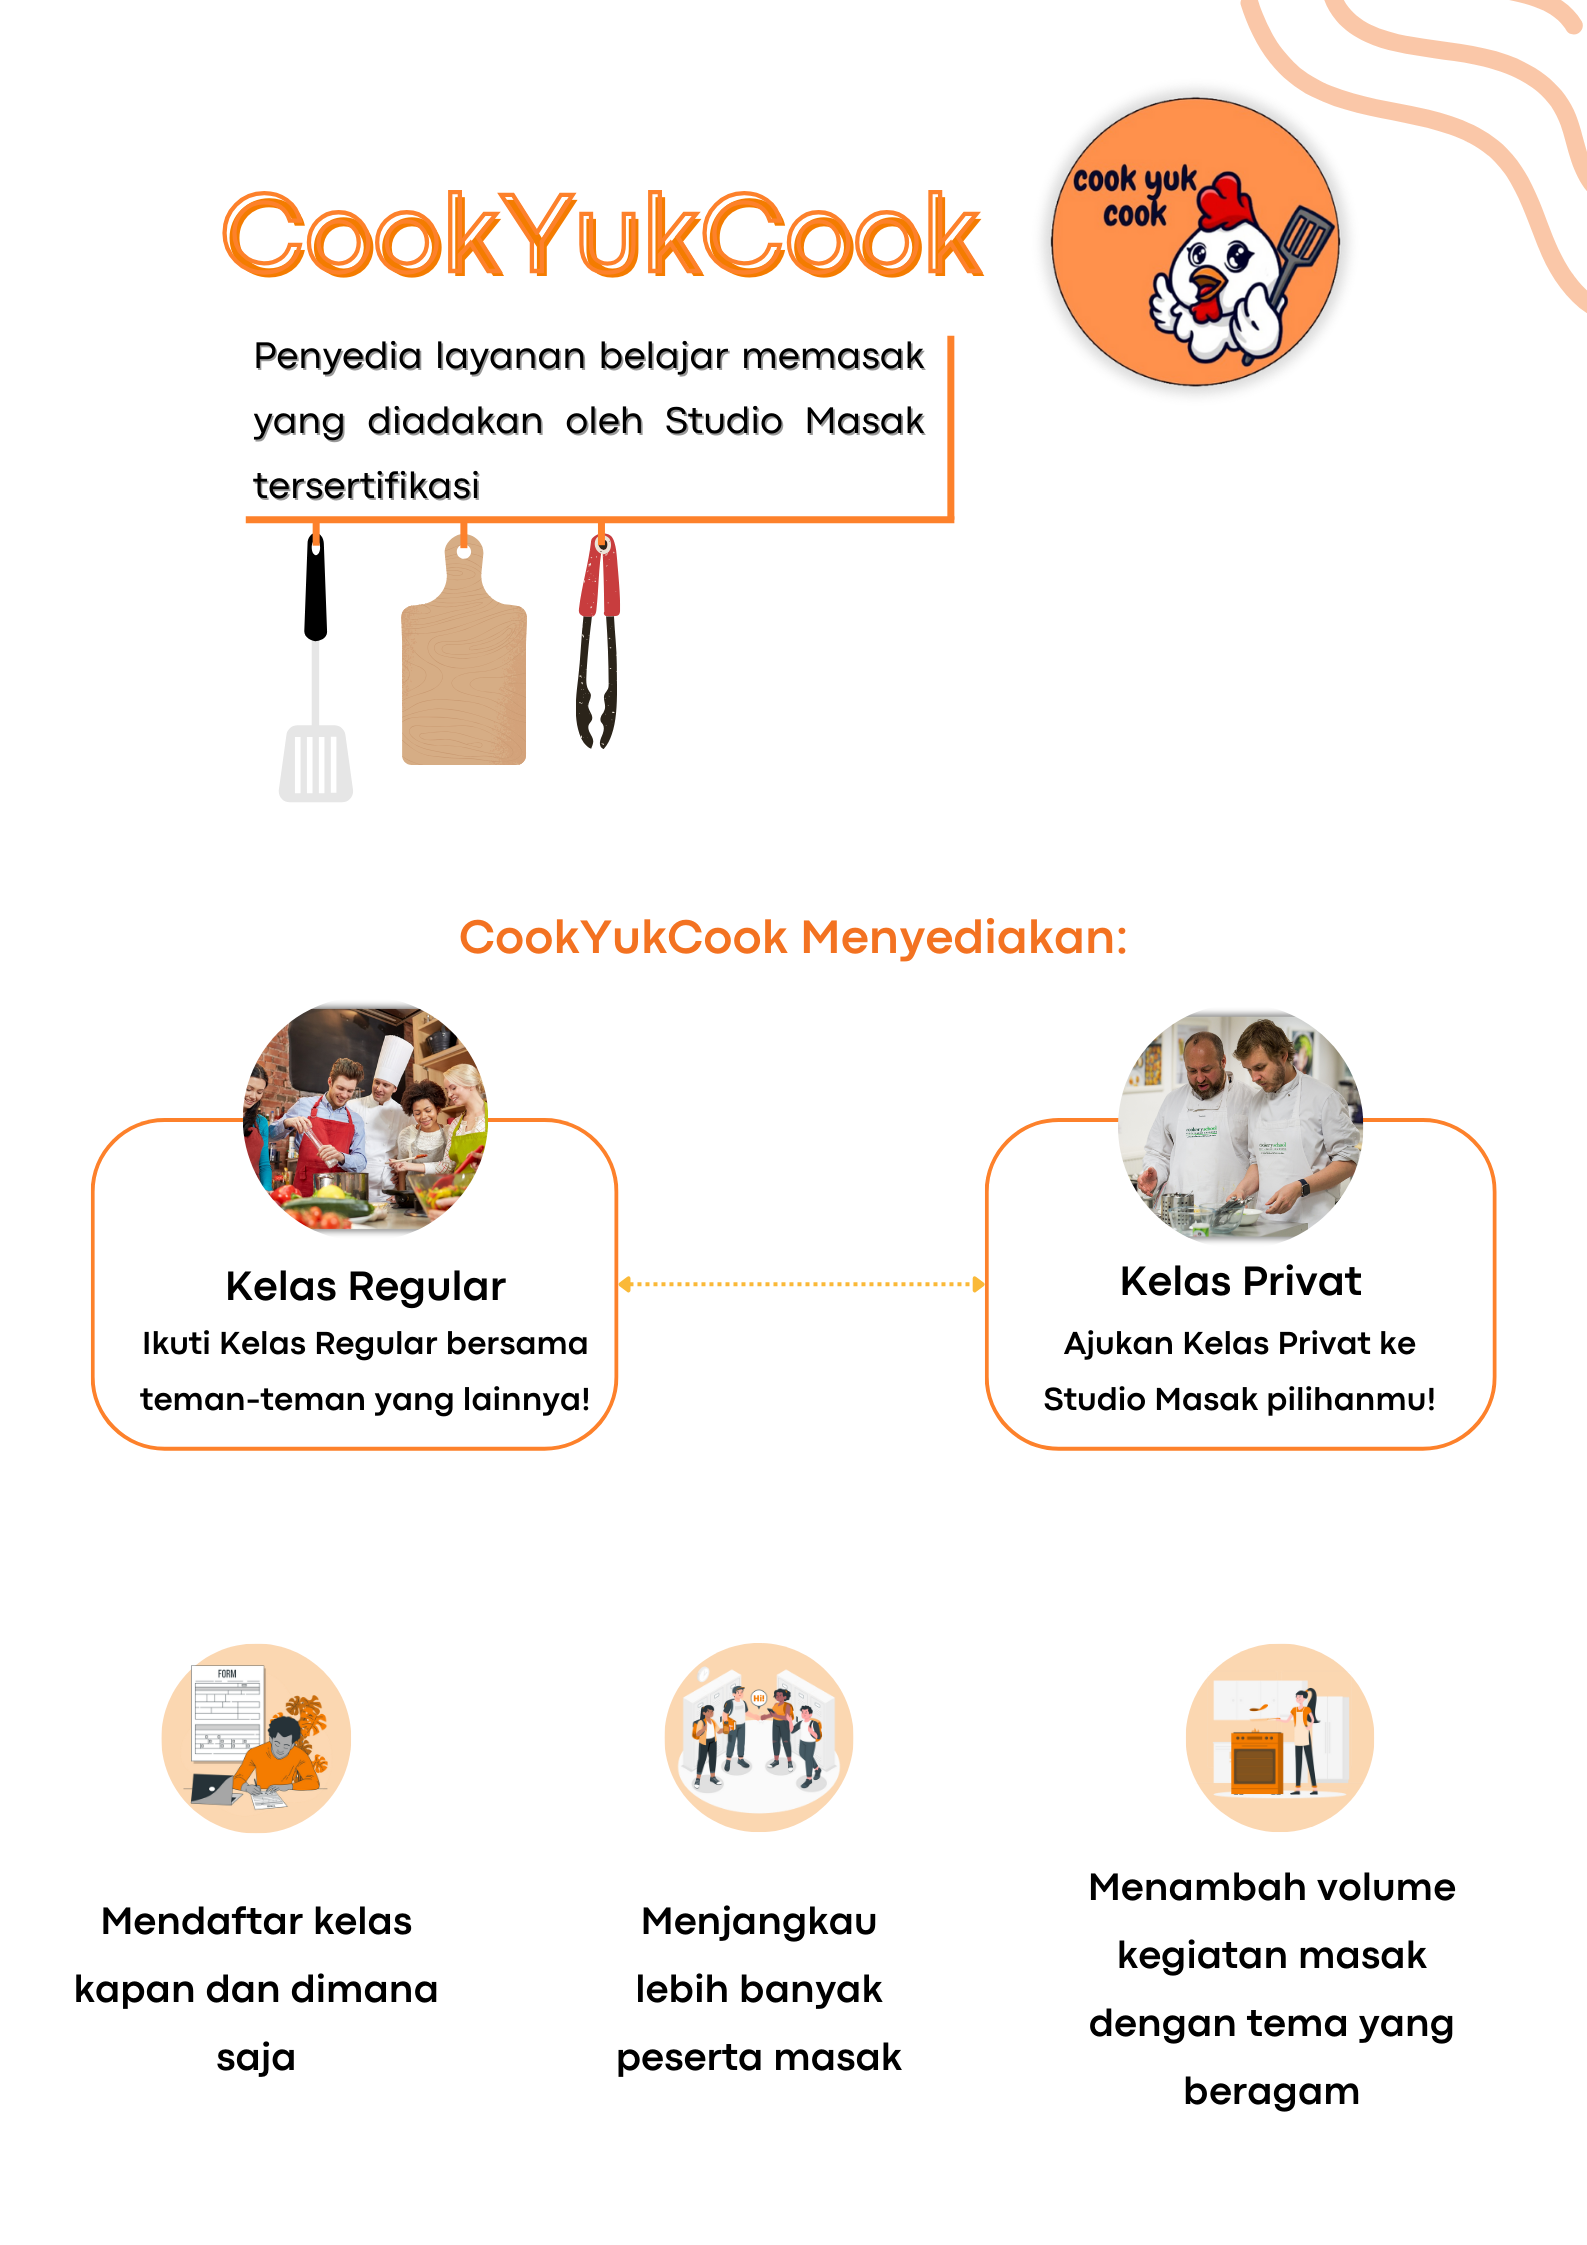 CookYukCook
cook yuk
cook
Penyedia layanan belajar memasak
yang diadakan oleh Studio Masak
tersertifikasi
CookYukCook Menyediakan:
Kelas Regular
Ikuti Kelas Regular bersama
teman-teman yang lainnya!
Kelas Privat
Ajukan Kelas Privat ke
Studio Masak pilihanmu!
FORM
Hi!
Mendaftar kelas
kapan dan dimana
saja
Menjangkau
lebih banyak
peserta masak
Menambah volume
kegiatan masak
dengan tema yang
beragam